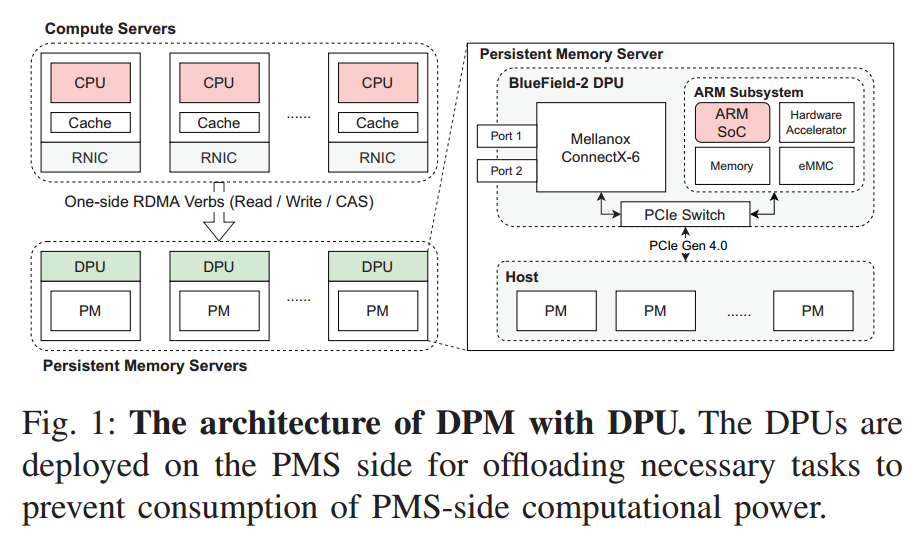 Compute Servers
CPU
Cache
RNIC
CPU
Cache
RNIC
......
CPU
Cache
RNIC
One-side RDMA Verbs (Read / Write / CAS)
DPU
PM
DPU
PM
......
DPU
PM
Persistent Memory Servers
Persistent Memory Server
BlueField-2 DPU
Port 1
Port 2
Mellanox
ConnectX-6
ARM Subsystem
ARM
SoC
Hardware
Accelerator
Memory
eMMC
PCIe Switch
PCIe Gen 4.0
Host
PM
PM
......
PM
Fig. 1: The architecture of DPM with DPU. The DPUs are
deployed on the PMS side for offloading necessary tasks to
prevent consumption of PMS-side computational power.